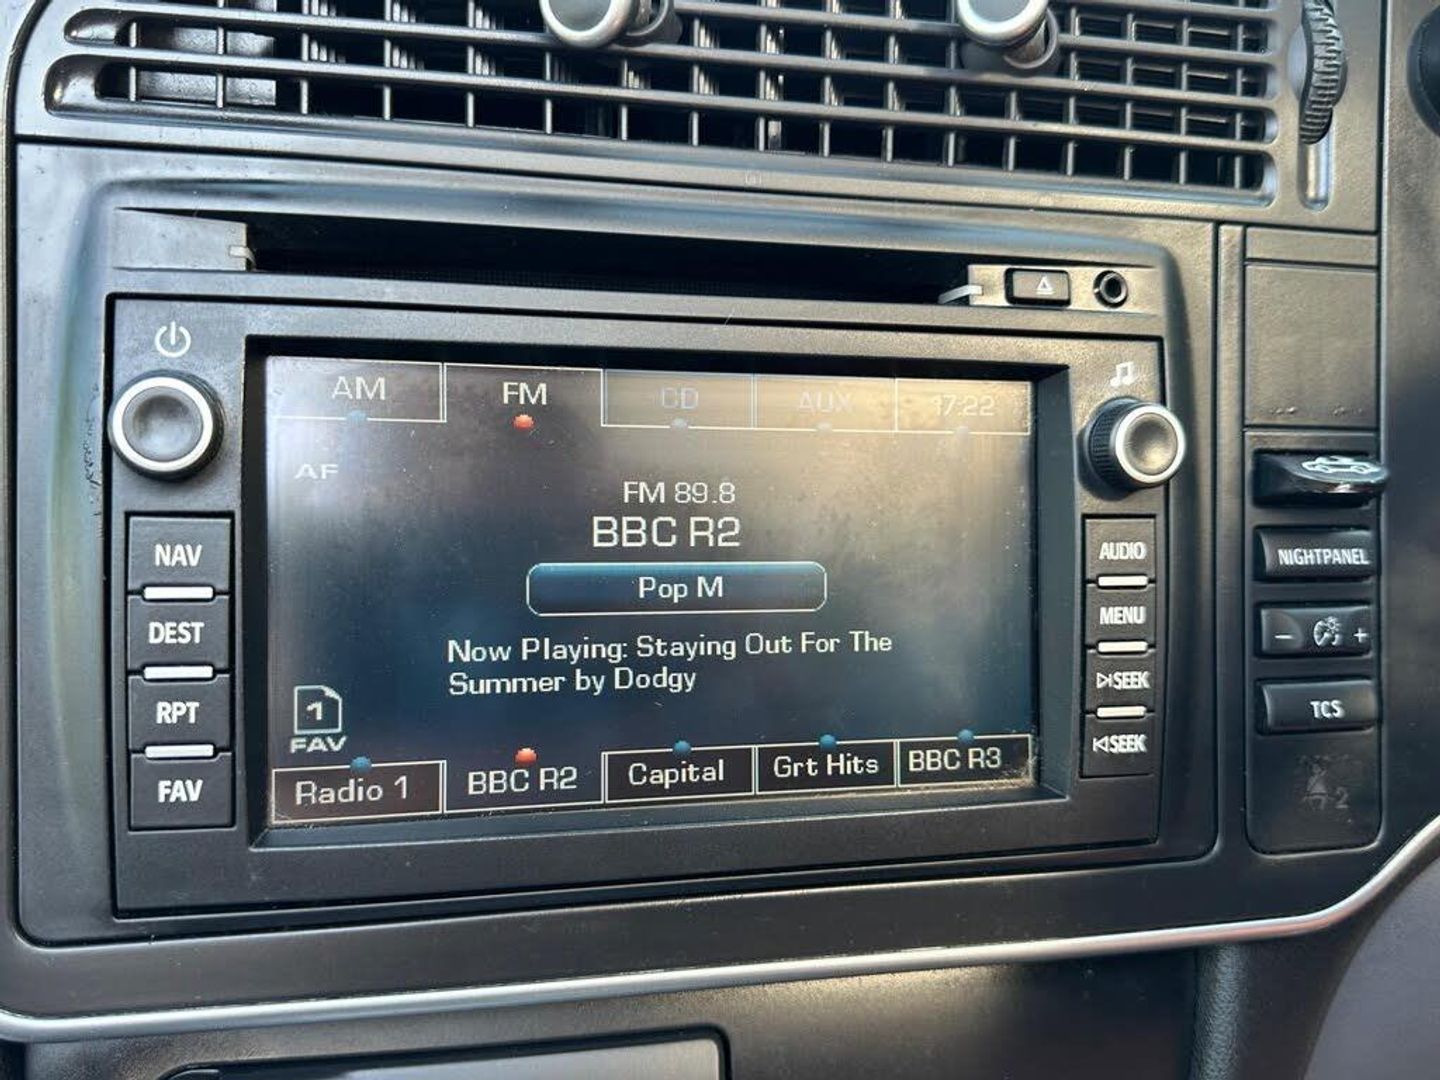 AM FM CD AUX 17:22
AF
FM 89.8
BBC R2
Pop M
Now Playing: Staying Out For The
Summer by Dodgy
1
FAV
Radio 1 BBC R2 Capital Grt Hits BBC R3
NAV
DEST
RPT
FAV
AUDIO
MENU
SEEK
SEEK
NIGHTPANEL
− +
TCS
2